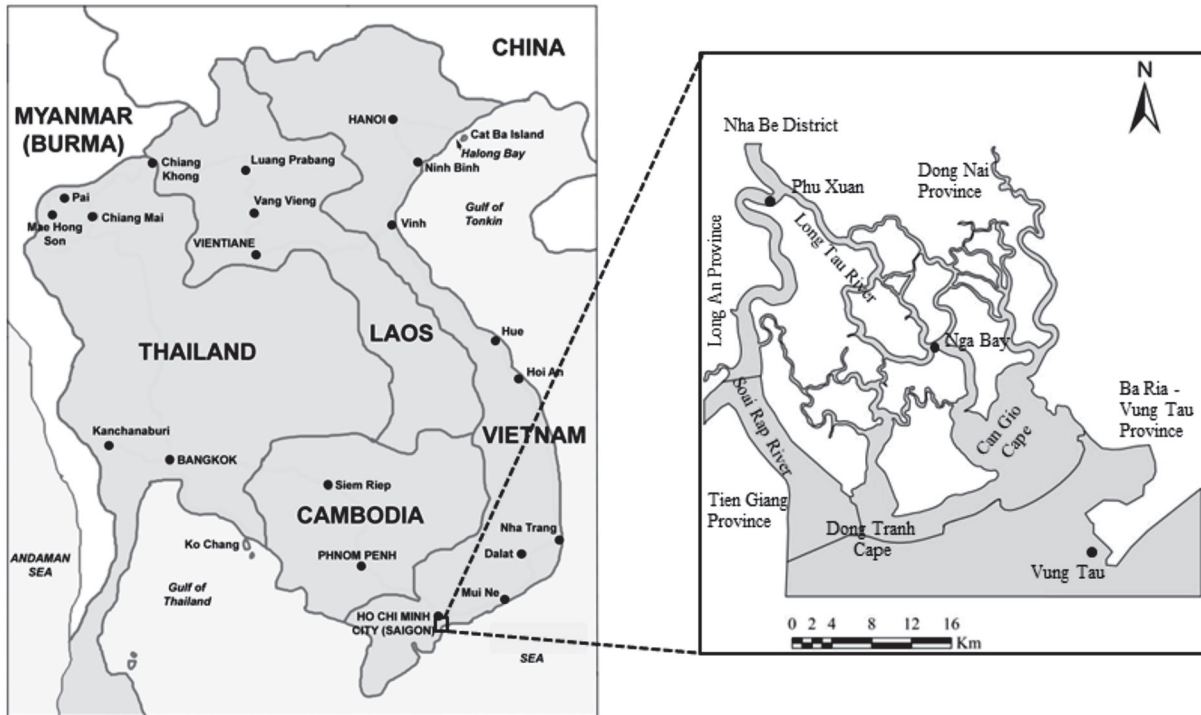 CHINA
MYANMAR
(BURMA)
HANOI
Cat Ba Island
Halong Bay
Chiang
Khong
Luang Prabang
Ninh Binh
Pai
Mae Hong
Son
Chiang Mai
Vang Vieng
Vinh
Gulf of
Tonkin
VIENTIANE
LAOS
THAILAND
Hue
Hoi An
VIETNAM
Kanchanaburi
BANGKOK
Siem Riep
CAMBODIA
Nha Trang
Ko Chang
PHNOM PENH
Dalat
ANDAMAN
SEA
Gulf of
Thailand
Mui Ne
HO CHI MINH
CITY (SAIGON)
SEA
N
Nha Be District
Phu Xuan
Dong Nai
Province
Long An Province
Long Tau River
Nga Bay
Soai Rap River
Can Gio
Cape
Ba Ria -
Vung Tau
Province
Tien Giang
Province
Dong Tranh
Cape
Vung Tau
0 2 4 8 12 16
Km